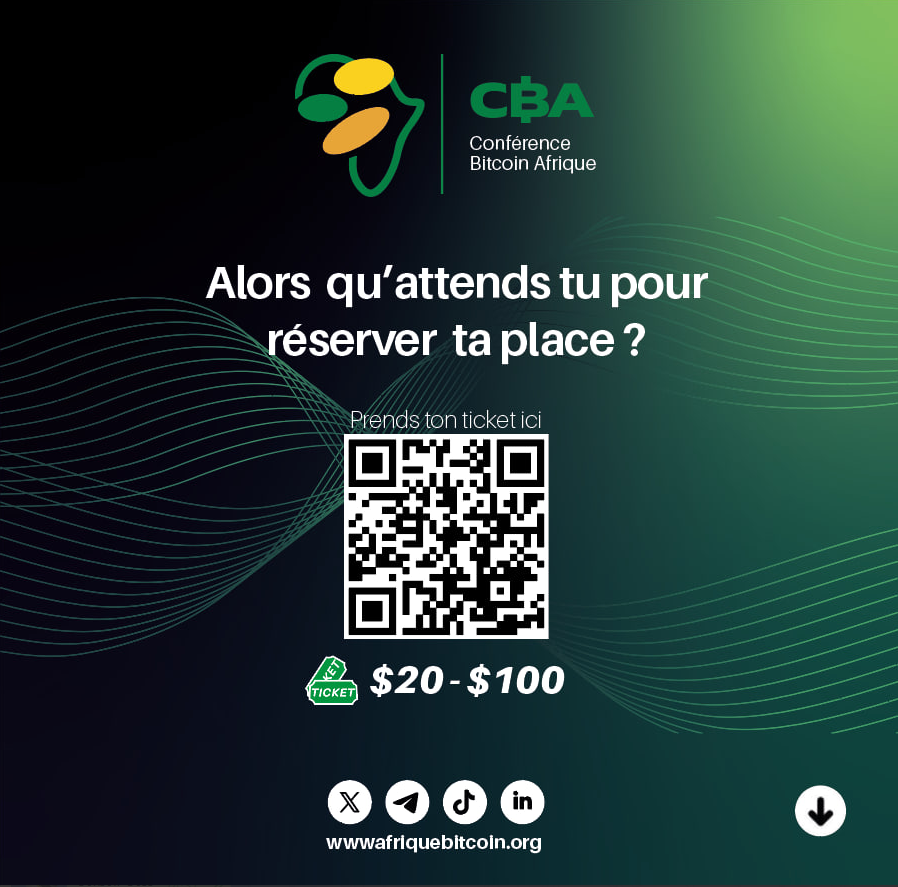 CBA
Conférence
Bitcoin Afrique
Alors qu’attends tu pour
réserver ta place ?
Prends ton ticket ici
KET
TICKET
$20 - $100
wwwafriquebitcoin.org